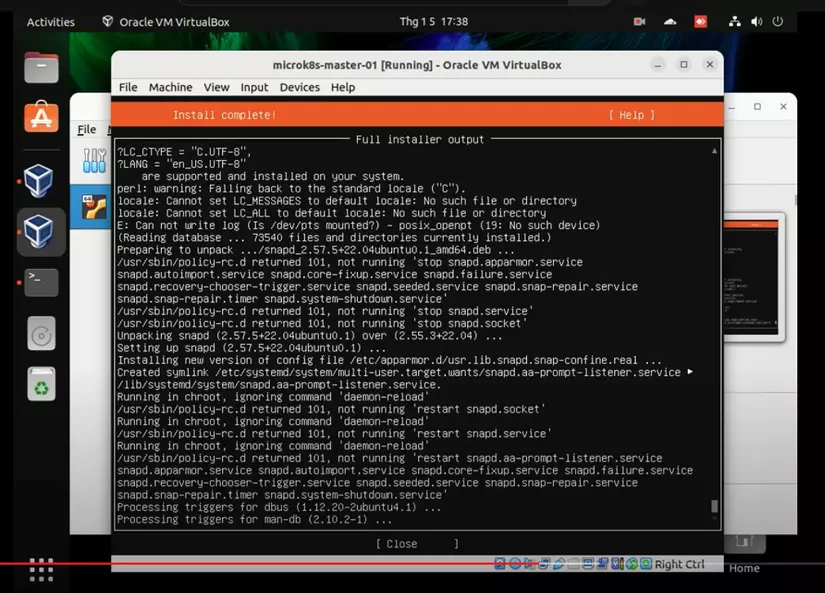 Activities
Oracle VM VirtualBox
Thg 1 5 17:38
microk8s-master-01 [Running] - Oracle VM VirtualBox
File Machine View Input Devices Help
File
Install complete!
[ Help ]
Full installer output
?LC_CTYPE = "C.UTF-8",
?LANG = "en_US.UTF-8"
are supported and installed on your system.
perl: warning: Falling back to the standard locale ("C").
locale: Cannot set LC_MESSAGES to default locale: No such file or directory
locale: Cannot set LC_ALL to default locale: No such file or directory
E: Can not write log (Is /dev/pts mounted?) - posix_openpt (19: No such device)
(Reading database ... 73540 files and directories currently installed.)
Preparing to unpack .../snapd_2.57.5+22.04ubuntu0.1_amd64.deb ...
/usr/sbin/policy-rc.d returned 101, not running 'stop snapd.apparmor.service
snapd.autoimport.service snapd.core-fixup.service snapd.failure.service
snapd.recovery-chooser-trigger.service snapd.seeded.service snapd.snap-repair.service
snapd.snap-repair.timer snapd.system-shutdown.service'
/usr/sbin/policy-rc.d returned 101, not running 'stop snapd.service'
/usr/sbin/policy-rc.d returned 101, not running 'stop snapd.socket'
Unpacking snapd (2.57.5+22.04ubuntu0.1) over (2.55.3+22.04) ...
Setting up snapd (2.57.5+22.04ubuntu0.1) ...
Installing new version of config file /etc/apparmor.d/usr.lib.snapd.snap-confine.real ...
Created symlink /etc/systemd/system/multi-user.target.wants/snapd.aa-prompt-listener.service ►
/lib/systemd/system/snapd.aa-prompt-listener.service.
Running in chroot, ignoring command 'daemon-reload'
/usr/sbin/policy-rc.d returned 101, not running 'restart snapd.socket'
Running in chroot, ignoring command 'daemon-reload'
/usr/sbin/policy-rc.d returned 101, not running 'restart snapd.service'
Running in chroot, ignoring command 'daemon-reload'
/usr/sbin/policy-rc.d returned 101, not running 'restart snapd.aa-prompt-listener.service
snapd.apparmor.service snapd.autoimport.service snapd.core-fixup.service snapd.failure.service
snapd.recovery-chooser-trigger.service snapd.seeded.service snapd.snap-repair.service
snapd.snap-repair.timer snapd.system-shutdown.service'
Processing triggers for dbus (1.12.20-2ubuntu4.1) ...
Processing triggers for man-db (2.10.2-1) ...
[ Close ]
Right Ctrl
Home